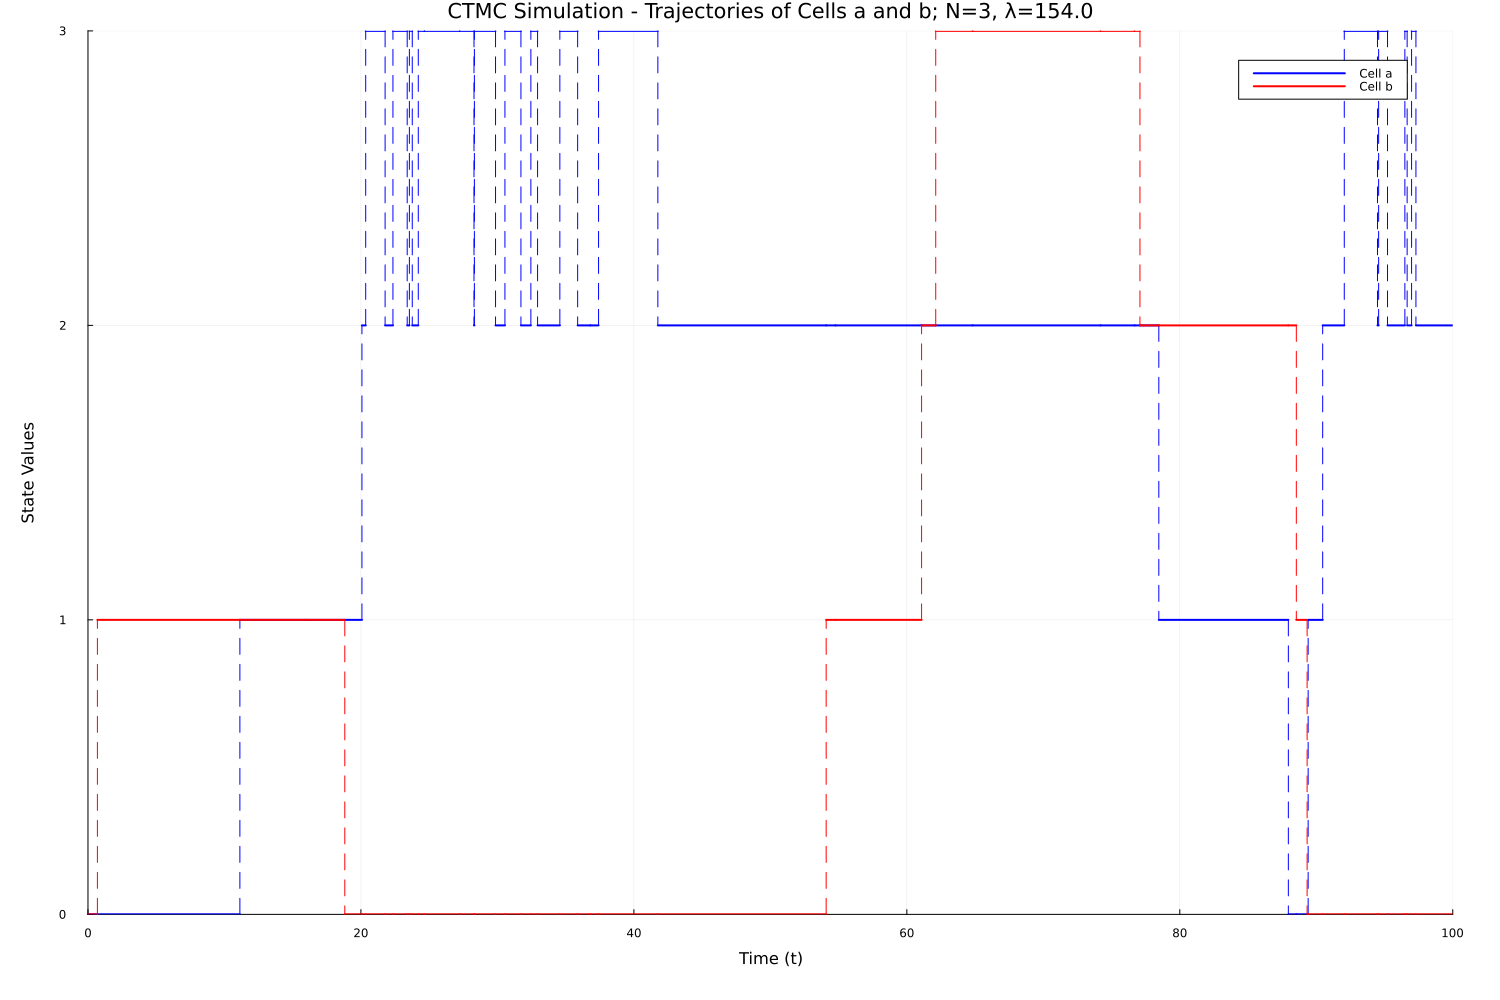 CTMC Simulation - Trajectories of Cells a and b; N=3, λ=154.0
3
Cell a
Cell b
2
State Values
1
0
0 20 40 60 80 100
Time (t)